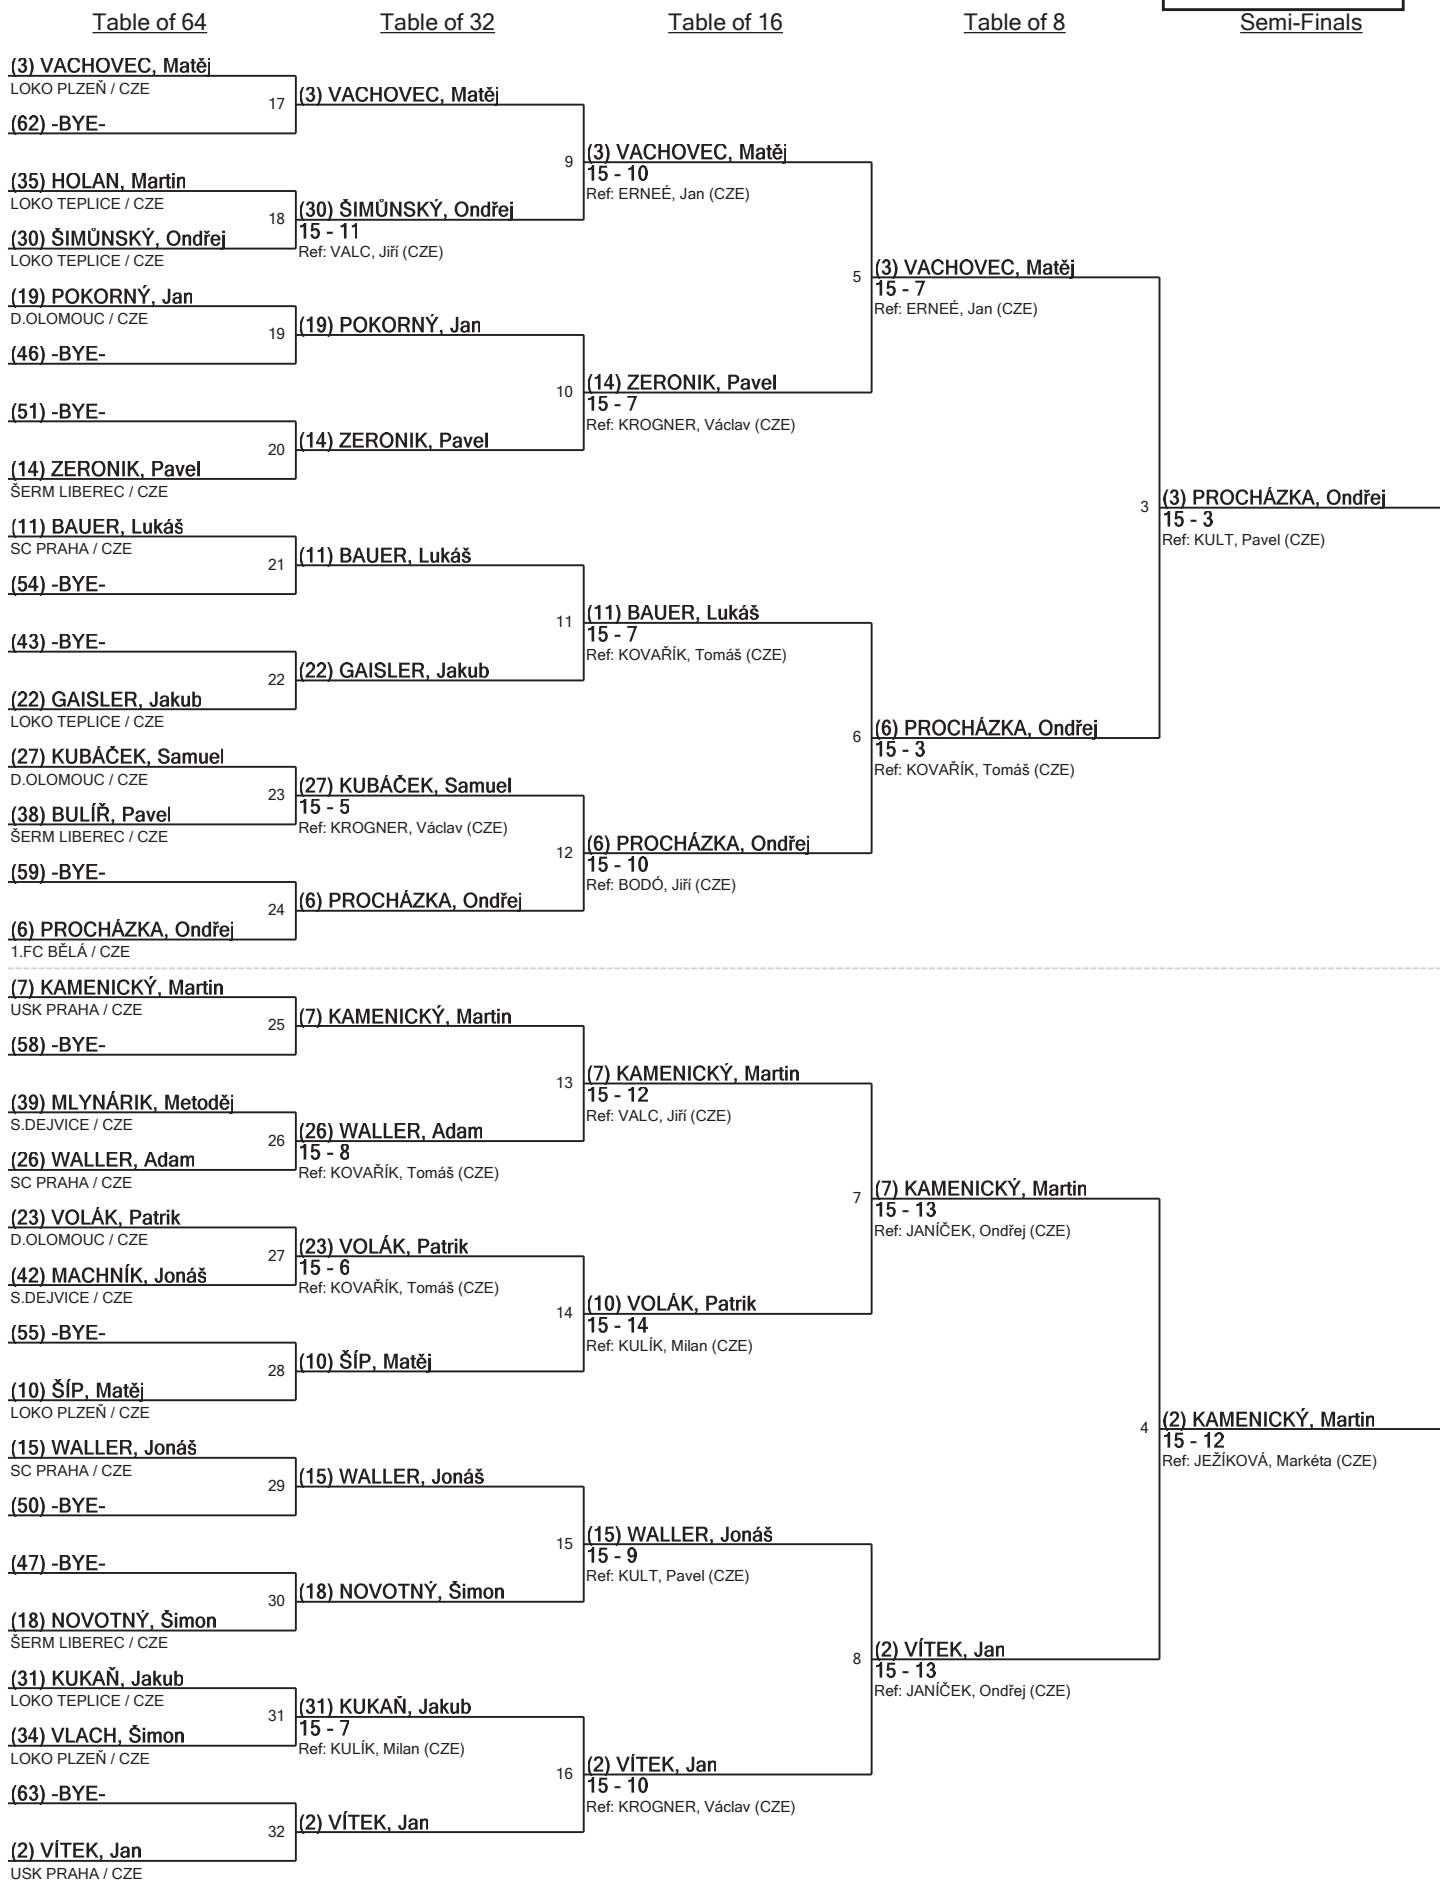 Table of 64
Table of 32
Table of 16
Table of 8
Semi-Finals
(3) VACHOVEC, Matěj
LOKO PLZEŇ / CZE
17
(62) -BYE-
(35) HOLAN, Martin
LOKO TEPLICE / CZE
18
(30) ŠIMŮNSKÝ, Ondřej
LOKO TEPLICE / CZE
(19) POKORNÝ, Jan
D.OLOMOUC / CZE
19
(46) -BYE-
(51) -BYE-
20
(14) ZERONIK, Pavel
ŠERM LIBEREC / CZE
(11) BAUER, Lukáš
SC PRAHA / CZE
21
(54) -BYE-
(43) -BYE-
22
(22) GAISLER, Jakub
LOKO TEPLICE / CZE
(27) KUBÁČEK, Samuel
D.OLOMOUC / CZE
23
(38) BULÍŘ, Pavel
ŠERM LIBEREC / CZE
(59) -BYE-
24
(6) PROCHÁZKA, Ondřej
1.FC BĚLÁ / CZE
(7) KAMENICKÝ, Martin
USK PRAHA / CZE
25
(58) -BYE-
(39) MLYNÁRIK, Metoděj
S.DEJVICE / CZE
26
(26) WALLER, Adam
SC PRAHA / CZE
(23) VOLÁK, Patrik
D.OLOMOUC / CZE
27
(42) MACHNÍK, Jonáš
S.DEJVICE / CZE
(55) -BYE-
28
(10) ŠÍP, Matěj
LOKO PLZEŇ / CZE
(15) WALLER, Jonáš
SC PRAHA / CZE
29
(50) -BYE-
(47) -BYE-
30
(18) NOVOTNÝ, Šimon
ŠERM LIBEREC / CZE
(31) KUKAŇ, Jakub
LOKO TEPLICE / CZE
31
(34) VLACH, Šimon
LOKO PLZEŇ / CZE
(63) -BYE-
32
(2) VÍTEK, Jan
USK PRAHA / CZE
(3) VACHOVEC, Matěj
9
(30) ŠIMŮNSKÝ, Ondřej
15 - 11
Ref: VALC, Jiří (CZE)
(19) POKORNÝ, Jan
10
(14) ZERONIK, Pavel
(11) BAUER, Lukáš
11
(22) GAISLER, Jakub
(27) KUBÁČEK, Samuel
15 - 5
Ref: KROGNER, Václav (CZE)
12
(6) PROCHÁZKA, Ondřej
(7) KAMENICKÝ, Martin
13
(26) WALLER, Adam
15 - 8
Ref: KOVAŘÍK, Tomáš (CZE)
(23) VOLÁK, Patrik
15 - 6
Ref: KOVAŘÍK, Tomáš (CZE)
14
(10) ŠÍP, Matěj
(15) WALLER, Jonáš
15
(18) NOVOTNÝ, Šimon
(31) KUKAŇ, Jakub
15 - 7
Ref: KULÍK, Milan (CZE)
16
(2) VÍTEK, Jan
(3) VACHOVEC, Matěj
15 - 10
Ref: ERNEÉ, Jan (CZE)
5
(14) ZERONIK, Pavel
15 - 7
Ref: KROGNER, Václav (CZE)
(11) BAUER, Lukáš
15 - 7
Ref: KOVAŘÍK, Tomáš (CZE)
6
(6) PROCHÁZKA, Ondřej
15 - 10
Ref: BODÓ, Jiří (CZE)
(7) KAMENICKÝ, Martin
15 - 12
Ref: VALC, Jiří (CZE)
7
(10) VOLÁK, Patrik
15 - 14
Ref: KULÍK, Milan (CZE)
(15) WALLER, Jonáš
15 - 9
Ref: KULT, Pavel (CZE)
8
(2) VÍTEK, Jan
15 - 10
Ref: KROGNER, Václav (CZE)
(3) VACHOVEC, Matěj
15 - 7
Ref: ERNEÉ, Jan (CZE)
3
(6) PROCHÁZKA, Ondřej
15 - 3
Ref: KOVAŘÍK, Tomáš (CZE)
(7) KAMENICKÝ, Martin
15 - 13
Ref: JANÍČEK, Ondřej (CZE)
4
(2) VÍTEK, Jan
15 - 13
Ref: JANÍČEK, Ondřej (CZE)
(3) PROCHÁZKA, Ondřej
15 - 3
Ref: KULT, Pavel (CZE)
(2) KAMENICKÝ, Martin
15 - 12
Ref: JEŽÍKOVÁ, Markéta (CZE)